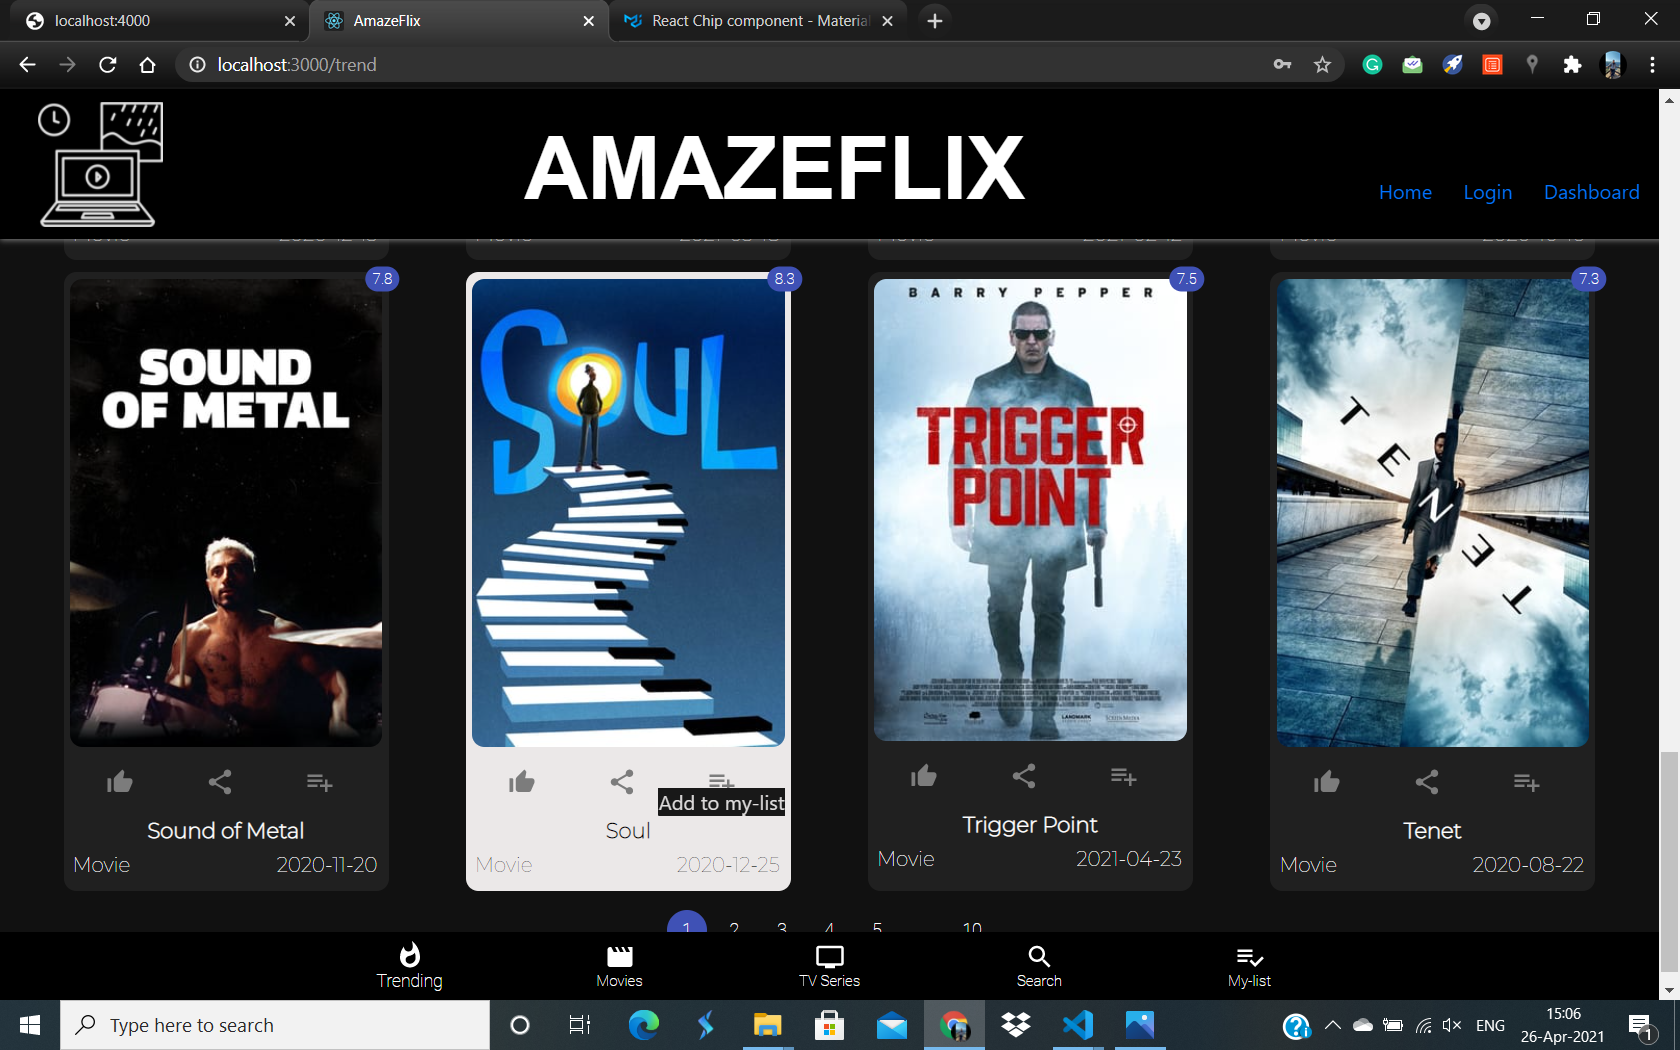 localhost:4000
AmazeFlix
React Chip component - Material
localhost:3000/trend
AMAZEFLIX
Home Login Dashboard
7.8
8.3
7.5
7.3
SOUND
OF METAL
SOUL
BARRY PEPPER
TRIGGER
POINT
TENET
Add to my-list
Sound of Metal
Movie 2020-11-20
Soul
Movie 2020-12-25
Trigger Point
Movie 2021-04-23
Tenet
Movie 2020-08-22
1 2 3 4 5 10
Trending Movies TV Series Search My-list
Type here to search
ENG
15:06
26-Apr-2021
1